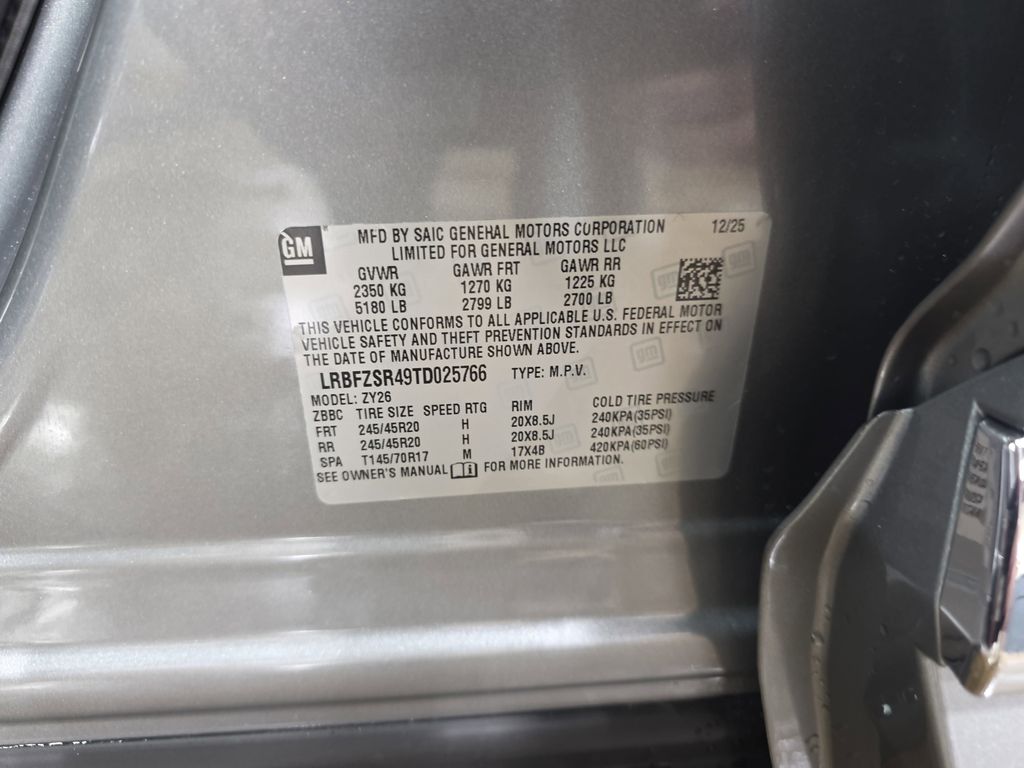 GM
MFD BY SAIC GENERAL MOTORS CORPORATION 12/25
LIMITED FOR GENERAL MOTORS LLC
GVWR GAWR FRT GAWR RR
2350 KG 1270 KG 1225 KG
5180 LB 2799 LB 2700 LB
THIS VEHICLE CONFORMS TO ALL APPLICABLE U.S. FEDERAL MOTOR
VEHICLE SAFETY AND THEFT PREVENTION STANDARDS IN EFFECT ON
THE DATE OF MANUFACTURE SHOWN ABOVE.
LRBFZSR49TD025766 TYPE: M.P.V.
MODEL: ZY26
ZBBC TIRE SIZE SPEED RTG RIM COLD TIRE PRESSURE
FRT 245/45R20 H 20X8.5J 240KPA(35PSI)
RR 245/45R20 H 20X8.5J 240KPA(35PSI)
SPA T145/70R17 M 17X4B 420KPA(60PSI)
SEE OWNER'S MANUAL FOR MORE INFORMATION.